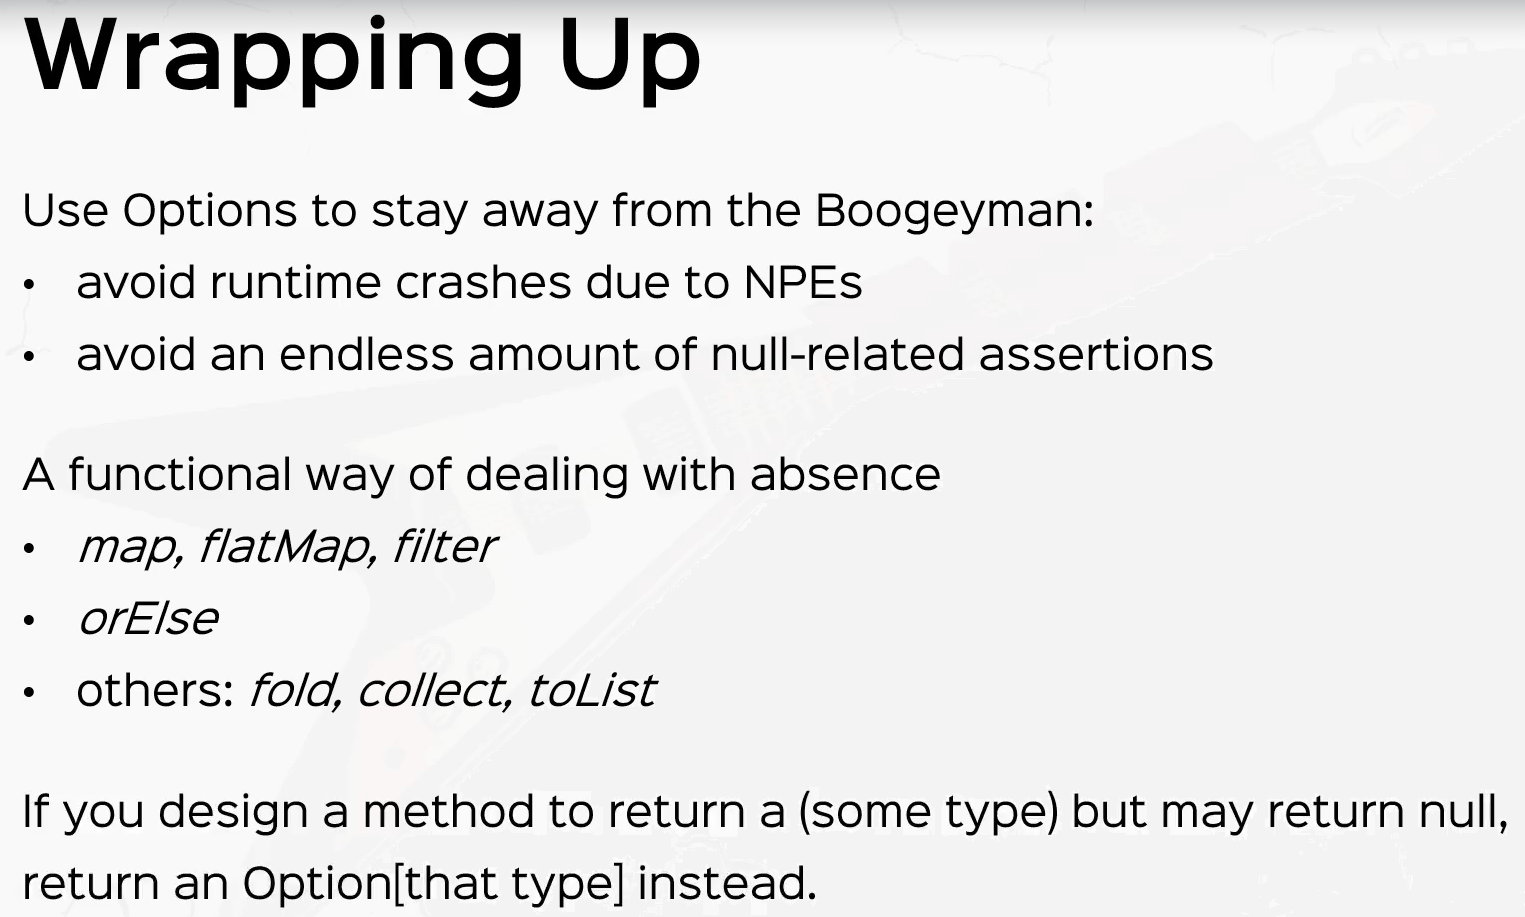 Wrapping Up
Use Options to stay away from the Boogeyman:
• avoid runtime crashes due to NPEs
• avoid an endless amount of null-related assertions
A functional way of dealing with absence
• map, flatMap, filter
• orElse
• others: fold, collect, toList
If you design a method to return a (some type) but may return null,
return an Option[that type] instead.